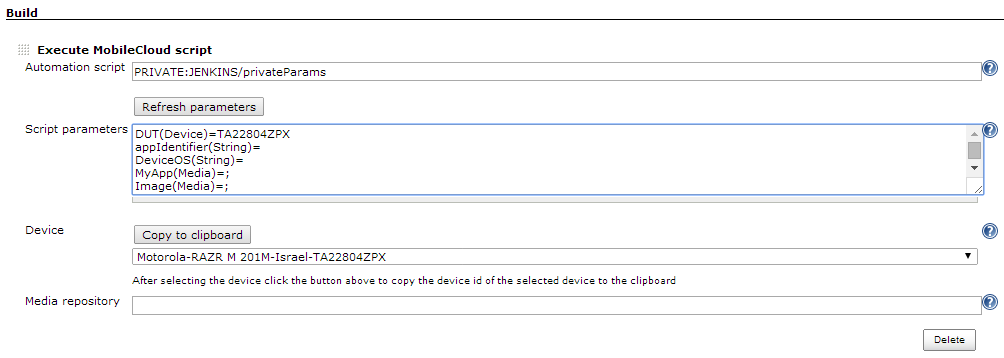 Build
Execute MobileCloud script
Automation script
PRIVATE:JENKINS/privateParams
Refresh parameters
Script parameters
DUT(Device)=TA22804ZPX
appIdentifier(String)=
DeviceOS(String)=
MyApp(Media)=;
Image(Media)=;
Device
Copy to clipboard
Motorola-RAZR M 201M-Israel-TA22804ZPX
After selecting the device click the button above to copy the device id of the selected device to the clipboard
Media repository
Delete